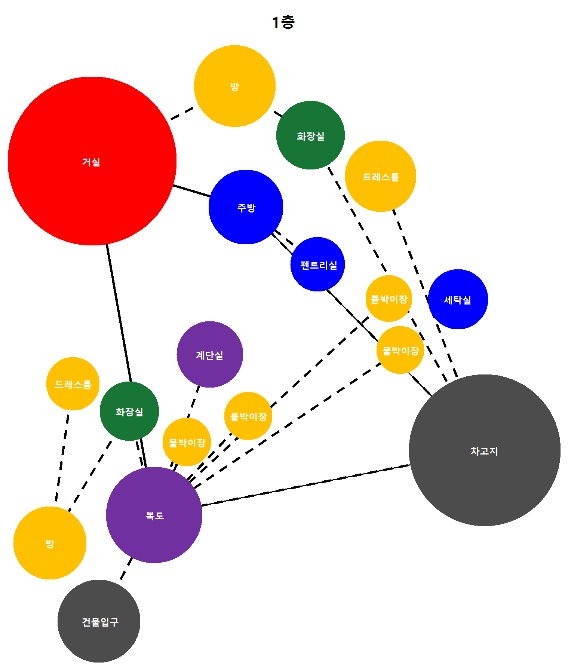 1층
방
화장실
거실
드레스룸
주방
펜트리실
붙박이장
세탁실
붙박이장
계단실
드레스룸
화장실
붙박이장
붙박이장
차고지
복도
방
건물입구